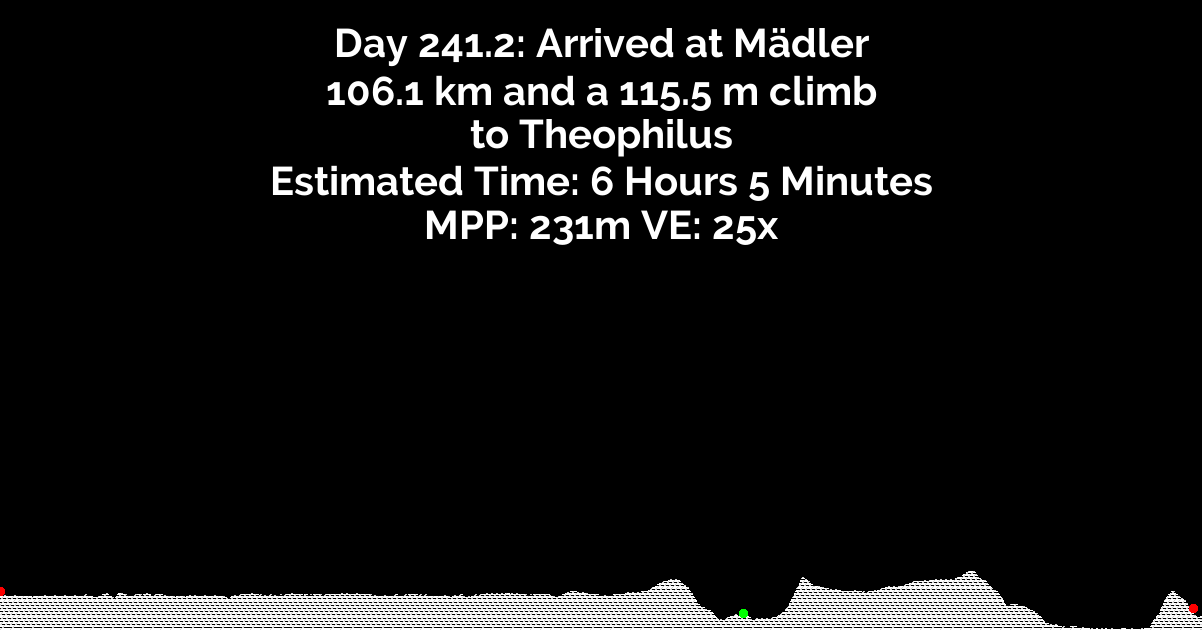 Day 241.2: Arrived at Mädler
106.1 km and a 115.5 m climb
to Theophilus
Estimated Time: 6 Hours 5 Minutes
MPP: 231m VE: 25x